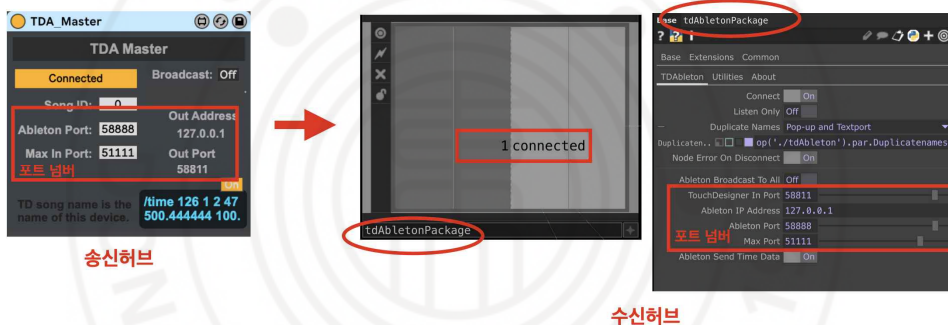 TDA_Master
TDA Master
Connected
Broadcast: Off
Song ID: 0
Out Address
Ableton Port: 58888
127.0.0.1
Max In Port: 51111
Out Port
포트 넘버
58811
On
TD song name is the
name of this device.
/time 126 1 2 47
500.444444 100.
송신허브
1 connected
tdAbletonPackage
Base tdAbletonPackage
Base Extensions Common
TDAbleton Utilities About
Connect On
Listen Only Off
Duplicate Names Pop-up and Textport
Duplicaten.. op('./tdAbleton').par.Duplicatenames
Node Error On Disconnect On
Ableton Broadcast To All Off
TouchDesigner In Port 58811
Ableton IP Address 127.0.0.1
Ableton Port 58888
포트 넘버
Max Port 51111
Ableton Send Time Data On
수신허브